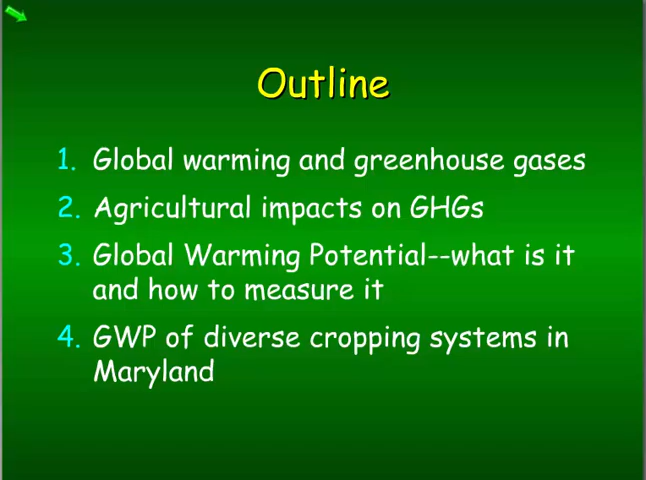 Outline
1. Global warming and greenhouse gases
2. Agricultural impacts on GHGs
3. Global Warming Potential--what is it
and how to measure it
4. GWP of diverse cropping systems in
Maryland